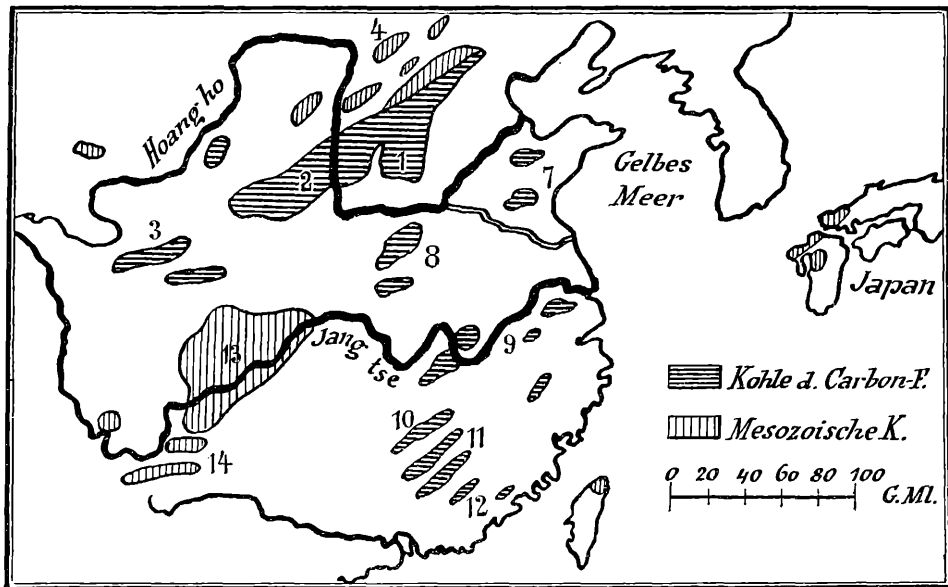 4
Hoang ho
1
2
7
Gelbes
Meer
3
8
Japan
13
Jang
tse
9
Kohle d. Carbon-F.
10
11
Mesozoische K.
14
12
0 20 40 60 80 100
G.Ml.